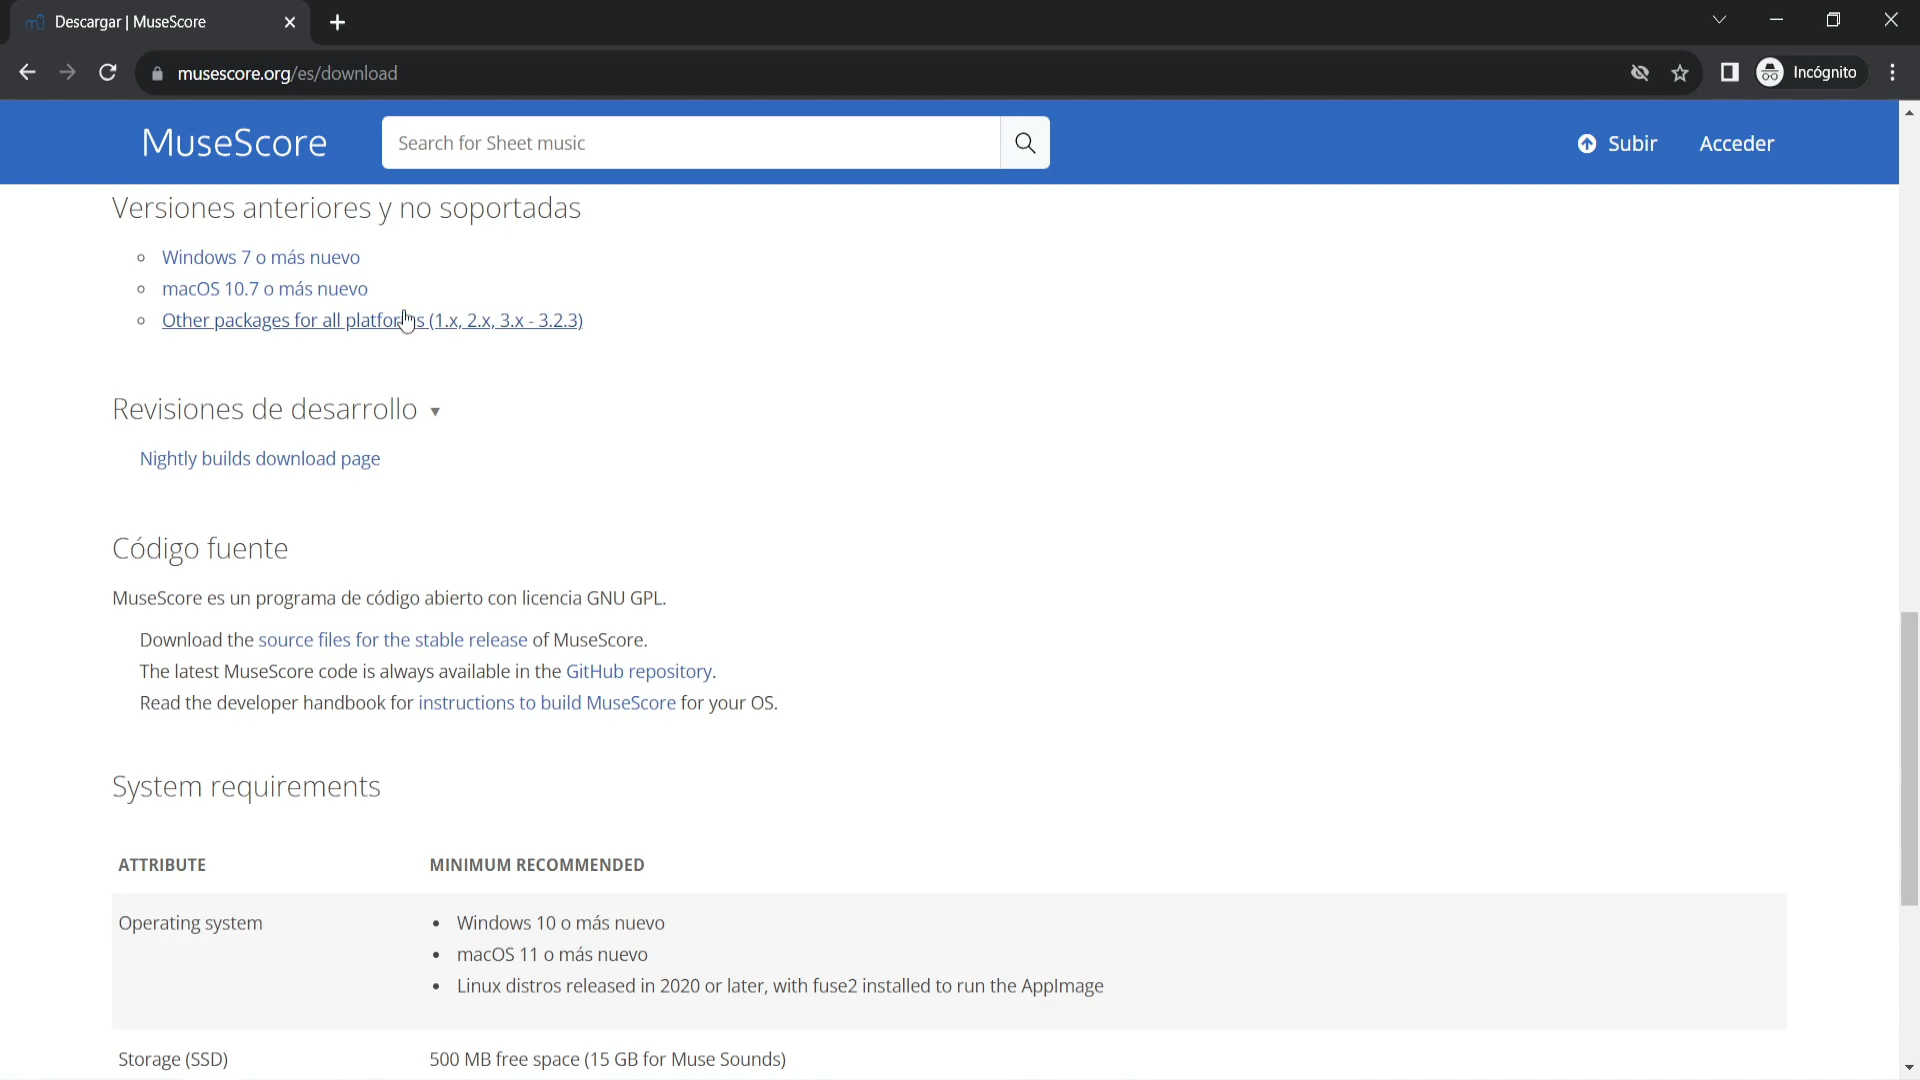 Descargar | MuseScore
musescore.org/es/download
Incógnito
MuseScore
Search for Sheet music
Subir
Acceder
Versiones anteriores y no soportadas
Windows 7 o más nuevo
macOS 10.7 o más nuevo
Other packages for all platforms (1.x, 2.x, 3.x - 3.2.3)
Revisiones de desarrollo
Nightly builds download page
Código fuente
MuseScore es un programa de código abierto con licencia GNU GPL.
Download the source files for the stable release of MuseScore.
The latest MuseScore code is always available in the GitHub repository.
Read the developer handbook for instructions to build MuseScore for your OS.
System requirements
ATTRIBUTE MINIMUM RECOMMENDED
Operating system
Windows 10 o más nuevo
macOS 11 o más nuevo
Linux distros released in 2020 or later, with fuse2 installed to run the AppImage
Storage (SSD) 500 MB free space (15 GB for Muse Sounds)